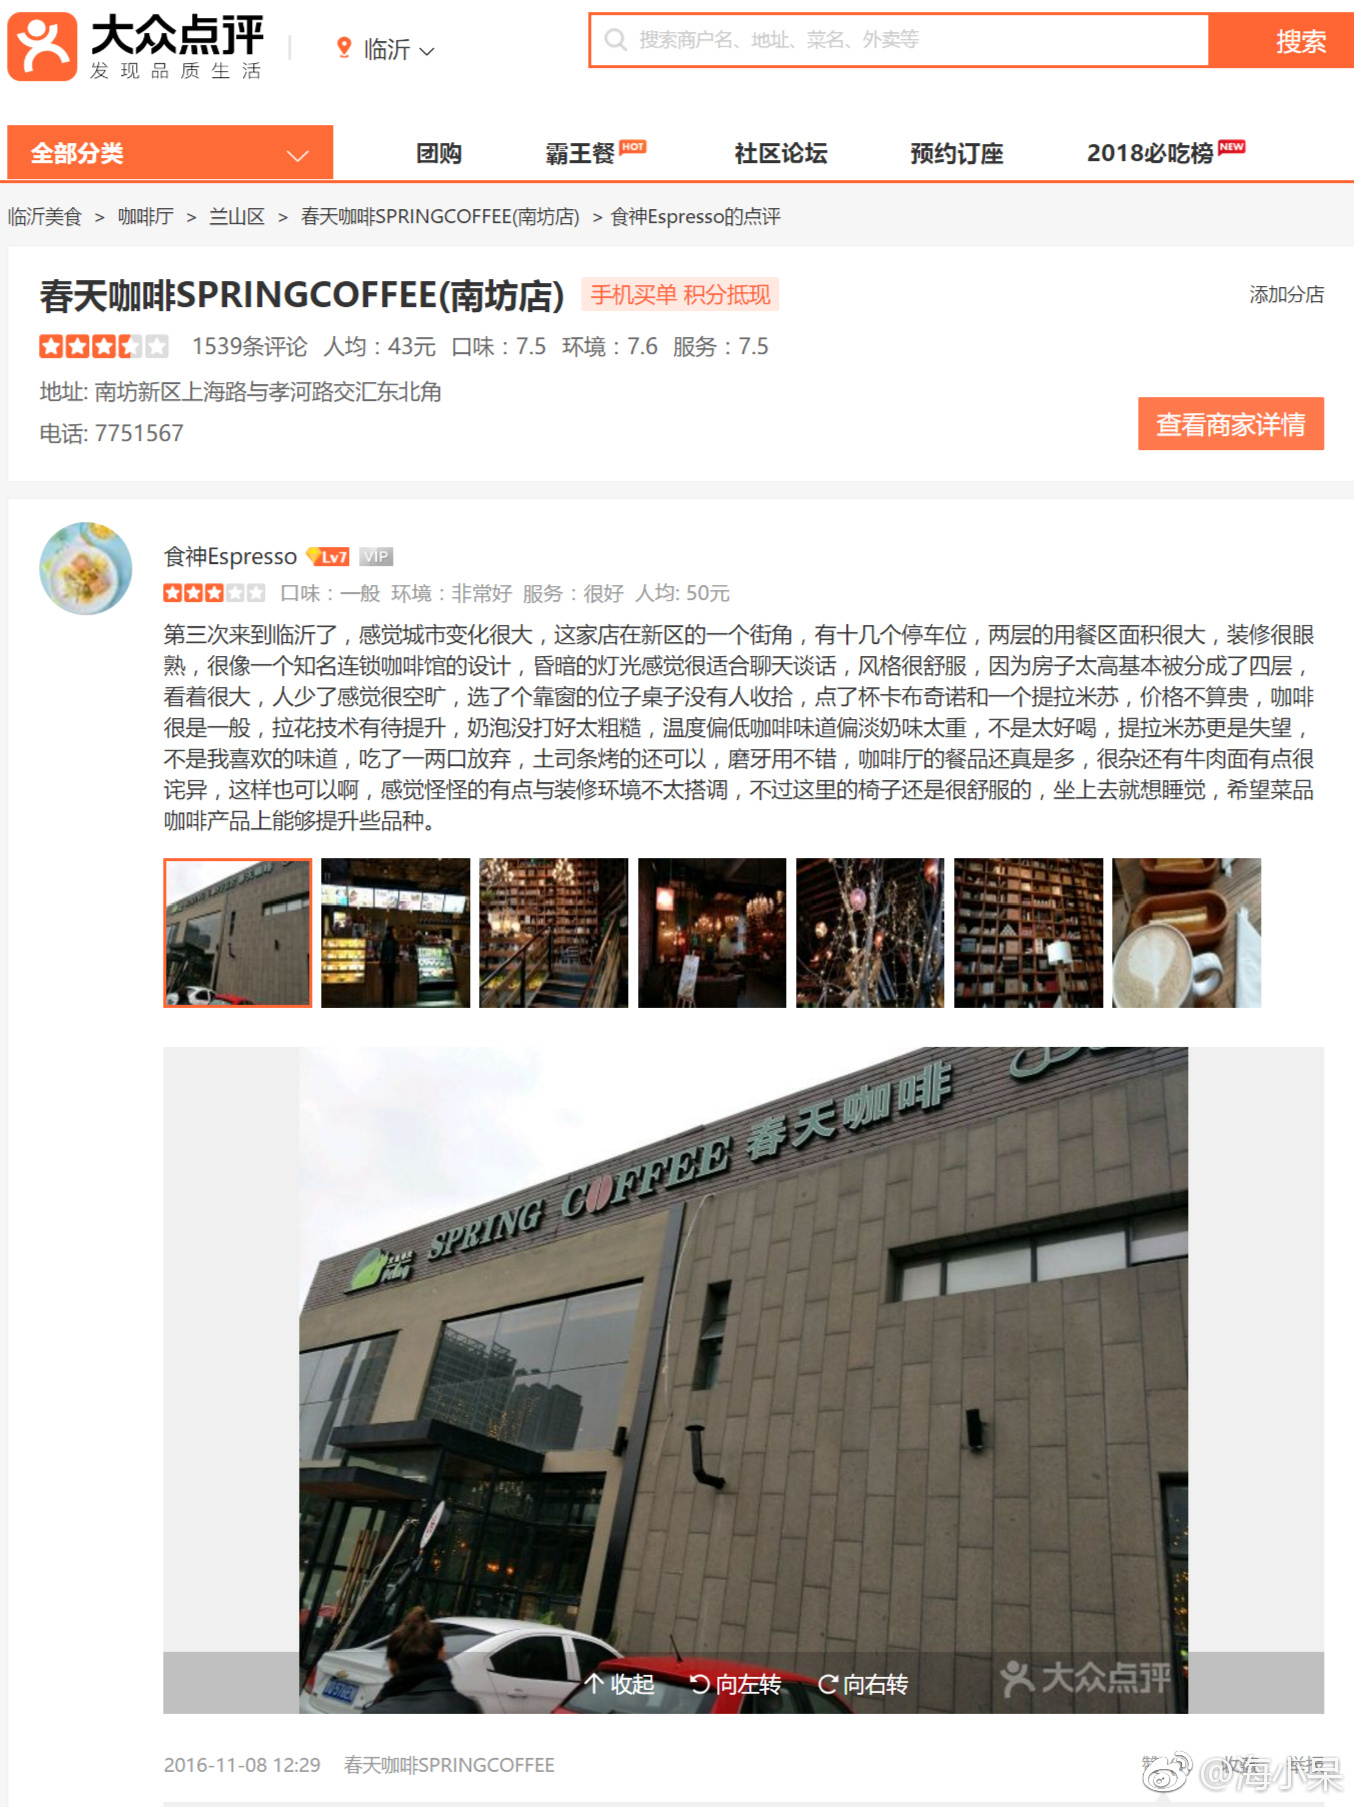 大众点评
发现品质生活
临沂
搜索商户名、地址、菜名、外卖等
搜索
全部分类
团购
霸王餐 HOT
社区论坛
预约订座
2018必吃榜 NEW
临沂美食 > 咖啡厅 > 兰山区 > 春天咖啡SPRINGCOFFEE(南坊店) > 食神Espresso的点评
春天咖啡SPRINGCOFFEE(南坊店) 手机买单 积分抵现
添加分店
1539条评论 人均：43元 口味：7.5 环境：7.6 服务：7.5
地址: 南坊新区上海路与孝河路交汇东北角
电话: 7751567
查看商家详情
食神Espresso Lv7 VIP
口味：一般 环境：非常好 服务：很好 人均: 50元
第三次来到临沂了，感觉城市变化很大，这家店在新区的一个街角，有十几个停车位，两层的用餐区面积很大，装修很眼
熟，很像一个知名连锁咖啡馆的设计，昏暗的灯光感觉很适合聊天谈话，风格很舒服，因为房子太高基本被分成了四层，
看着很大，人少了感觉很空旷，选了个靠窗的位子桌子没有人收拾，点了杯卡布奇诺和一个提拉米苏，价格不算贵，咖啡
很是一般，拉花技术有待提升，奶泡没打好太粗糙，温度偏低咖啡味道偏淡奶味太重，不是太好喝，提拉米苏更是失望，
不是我喜欢的味道，吃了一两口放弃，土司条烤的还可以，磨牙用不错，咖啡厅的餐品还真是多，很杂还有牛肉面有点很
诧异，这样也可以啊，感觉怪怪的有点与装修环境不太搭调，不过这里的椅子还是很舒服的，坐上去就想睡觉，希望菜品
咖啡产品上能够提升些品种。
SPRING COFFEE 春天咖啡
收起 向左转 向右转
大众点评
2016-11-08 12:29 春天咖啡SPRINGCOFFEE
赞 收藏 举报
@海小呆